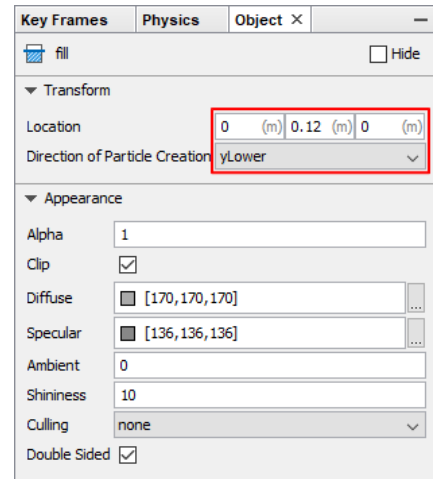 Key Frames Physics Object ×
fill Hide
Transform
Location 0 (m) 0.12 (m) 0 (m)
Direction of Particle Creation yLower
Appearance
Alpha 1
Clip
Diffuse [170,170,170] ...
Specular [136,136,136] ...
Ambient 0
Shininess 10
Culling none
Double Sided